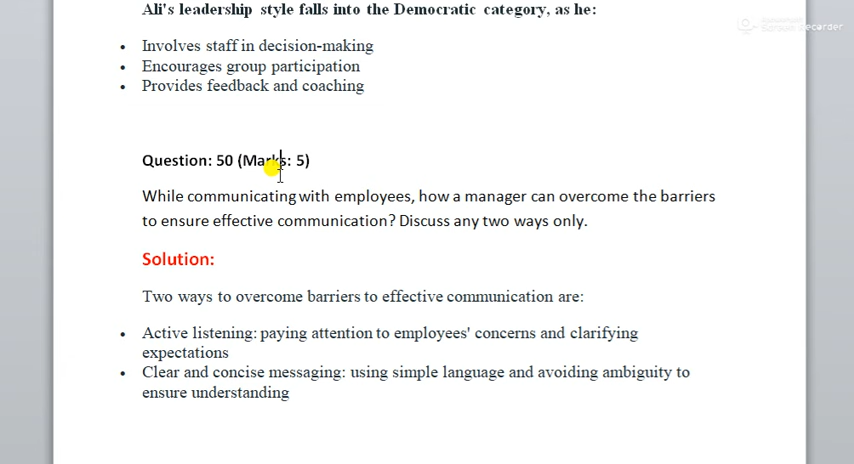 Ali's leadership style falls into the Democratic category, as he:
• Involves staff in decision-making
• Encourages group participation
• Provides feedback and coaching
Question: 50 (Marks: 5)
While communicating with employees, how a manager can overcome the barriers
to ensure effective communication? Discuss any two ways only.
Solution:
Two ways to overcome barriers to effective communication are:
• Active listening: paying attention to employees' concerns and clarifying
expectations
• Clear and concise messaging: using simple language and avoiding ambiguity to
ensure understanding
Screen Recorder